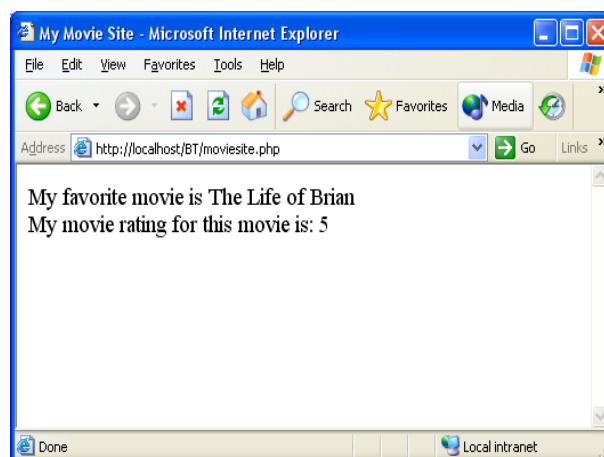 My Movie Site - Microsoft Internet Explorer
File Edit View Favorites Tools Help
Back Search Favorites Media »
Address http://localhost/BT/moviesite.php Go Links »
My favorite movie is The Life of Brian
My movie rating for this movie is: 5
Done Local intranet